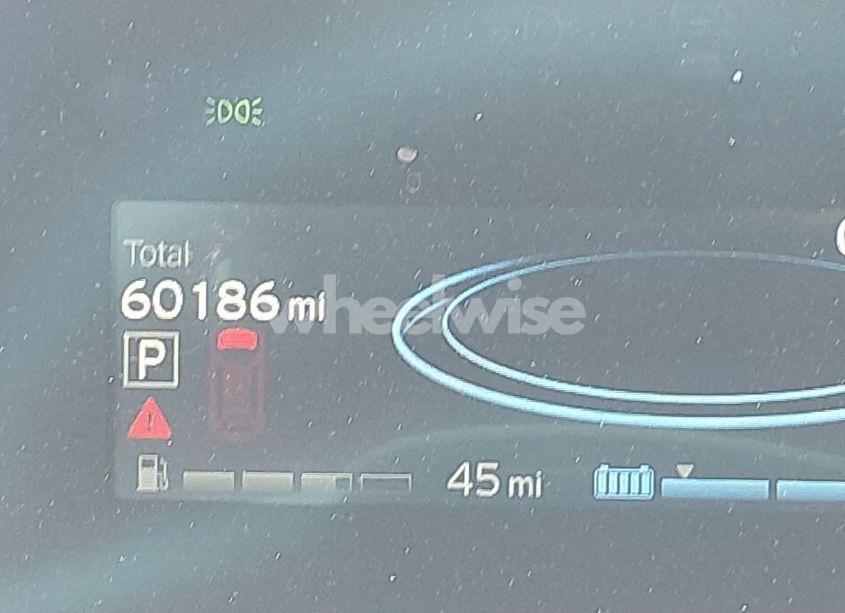 Total
60186 mi
wheelwise
P
45 mi